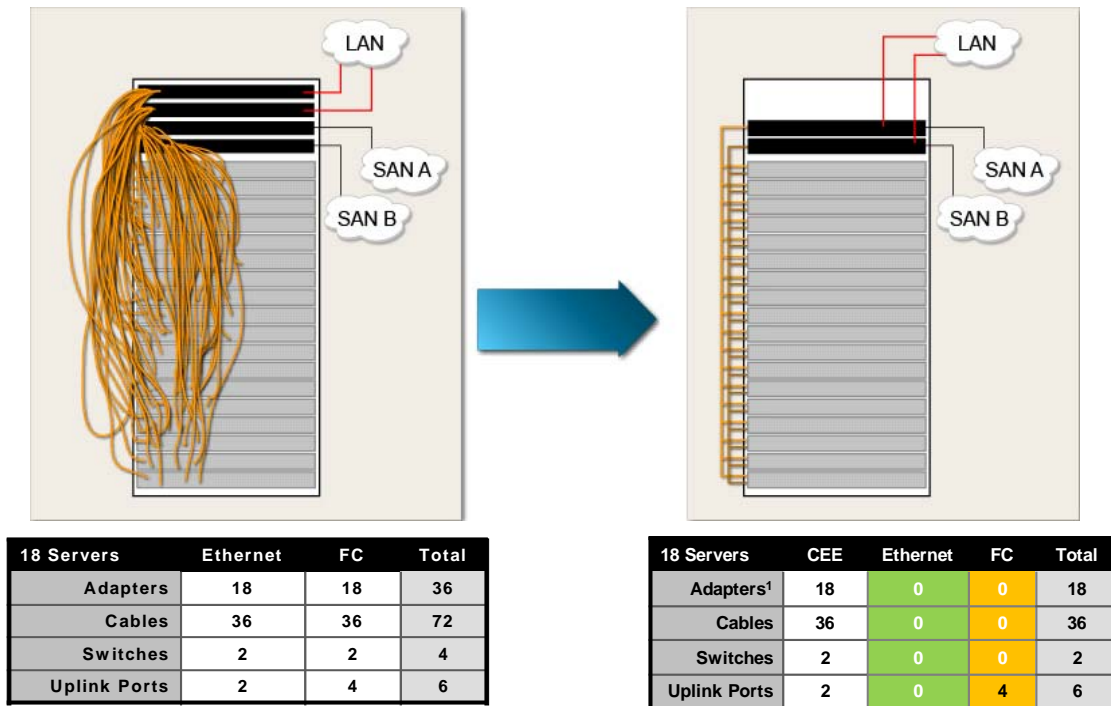 LAN
SAN A
SAN B
LAN
SAN A
SAN B
18 Servers Ethernet FC Total
Adapters 18 18 36
Cables 36 36 72
Switches 2 2 4
Uplink Ports 2 4 6
18 Servers CEE Ethernet FC Total
Adapters¹ 18 0 0 18
Cables 36 0 0 36
Switches 2 0 0 2
Uplink Ports 2 0 4 6